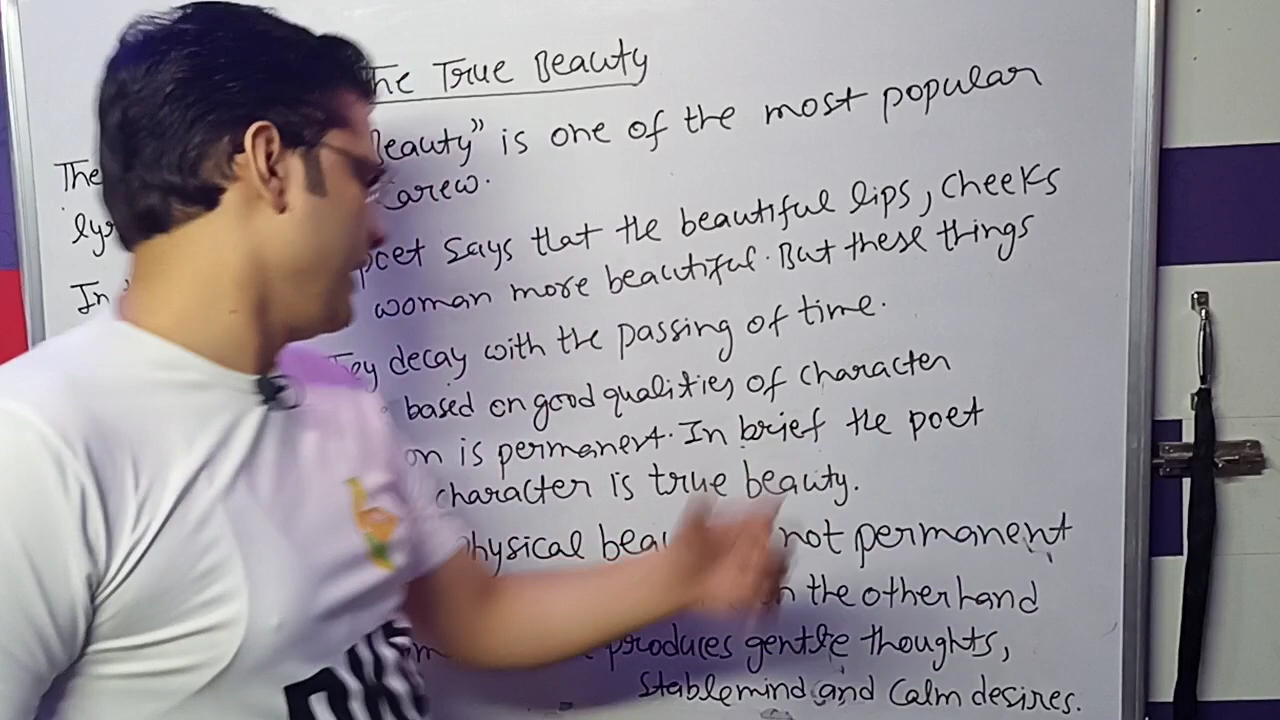 The True Beauty
The Beauty” is one of the most popular
Carew.
In poet says that the beautiful lips, cheeks
woman more beautiful. But these things
They decay with the passing of time.
based on good qualities of character
on is permanent. In brief the poet
character is true beauty.
physical not permanent
on the other hand
produces gentle thoughts,
stable mind and calm desires.